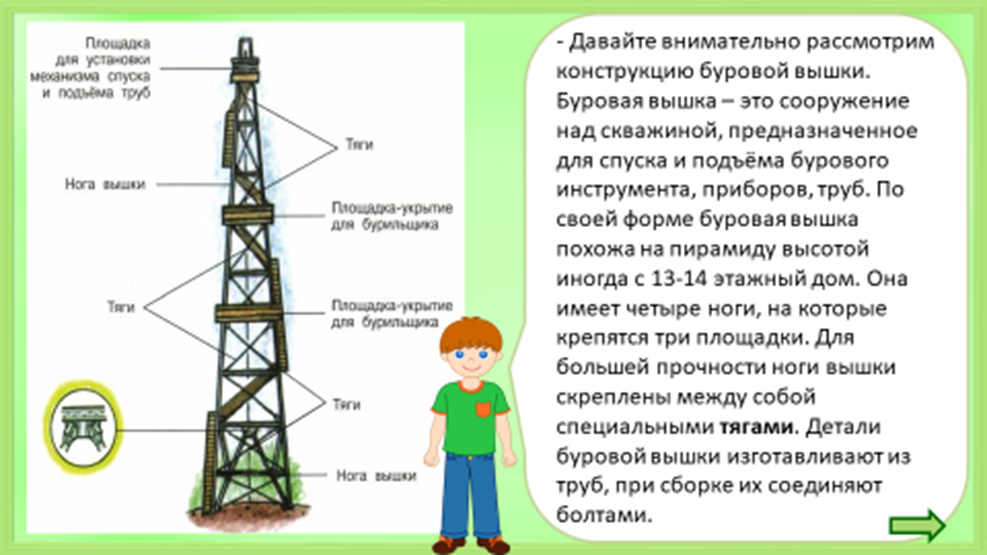 Площадка
для установки
механизма спуска
и подъёма труб
Тяги
Нога вышки
Площадка-укрытие
для бурильщика
Тяги
Площадка-укрытие
для бурильщика
Тяги
Нога вышки
- Давайте внимательно рассмотрим
конструкцию буровой вышки.
Буровая вышка – это сооружение
над скважиной, предназначенное
для спуска и подъёма бурового
инструмента, приборов, труб. По
своей форме буровая вышка
похожа на пирамиду высотой
иногда с 13-14 этажный дом. Она
имеет четыре ноги, на которые
крепятся три площадки. Для
большей прочности ноги вышки
скреплены между собой
специальными тягами. Детали
буровой вышки изготавливают из
труб, при сборке их соединяют
болтами.